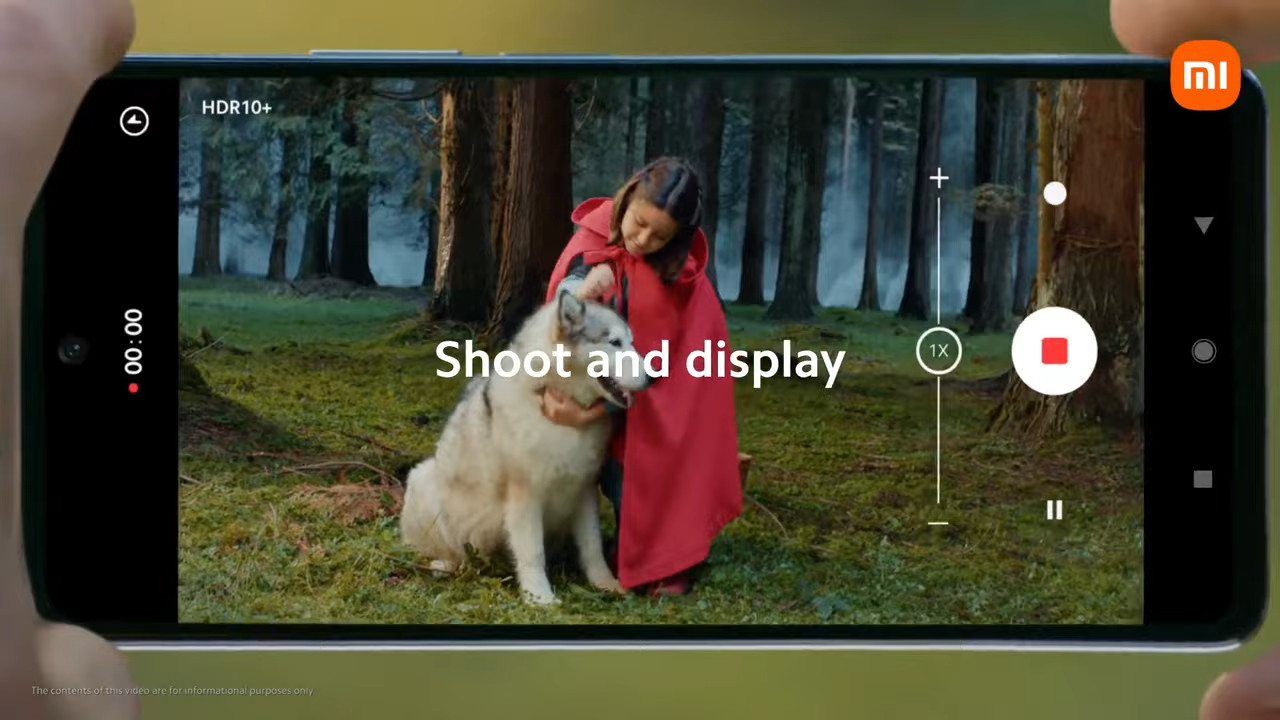 HDR10+
mi
00:00
Shoot and display
1X
The contents of this video are for informational purposes only.